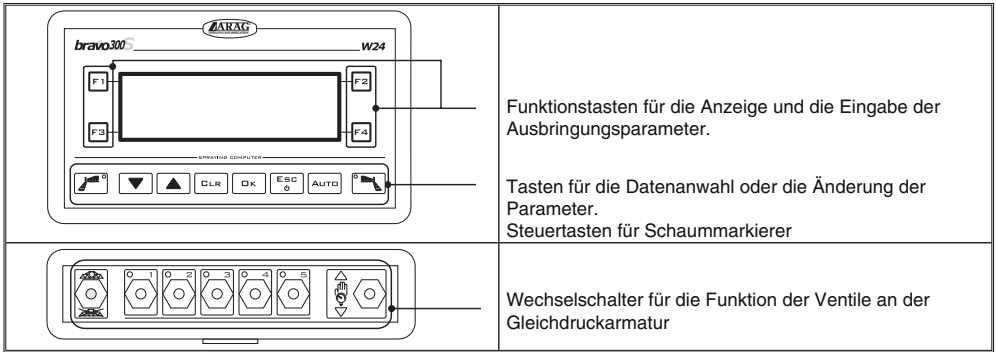 ARAG
bravo300S
W24
F1
F2
F3
F4
SPRAYING COMPUTER
CLR
OK
ESC
AUTO
Funktionstasten für die Anzeige und die Eingabe der
Ausbringungsparameter.
Tasten für die Datenanwahl oder die Änderung der
Parameter.
Steuertasten für Schaummarkierer
1
2
3
4
5
Wechselschalter für die Funktion der Ventile an der
Gleichdruckarmatur